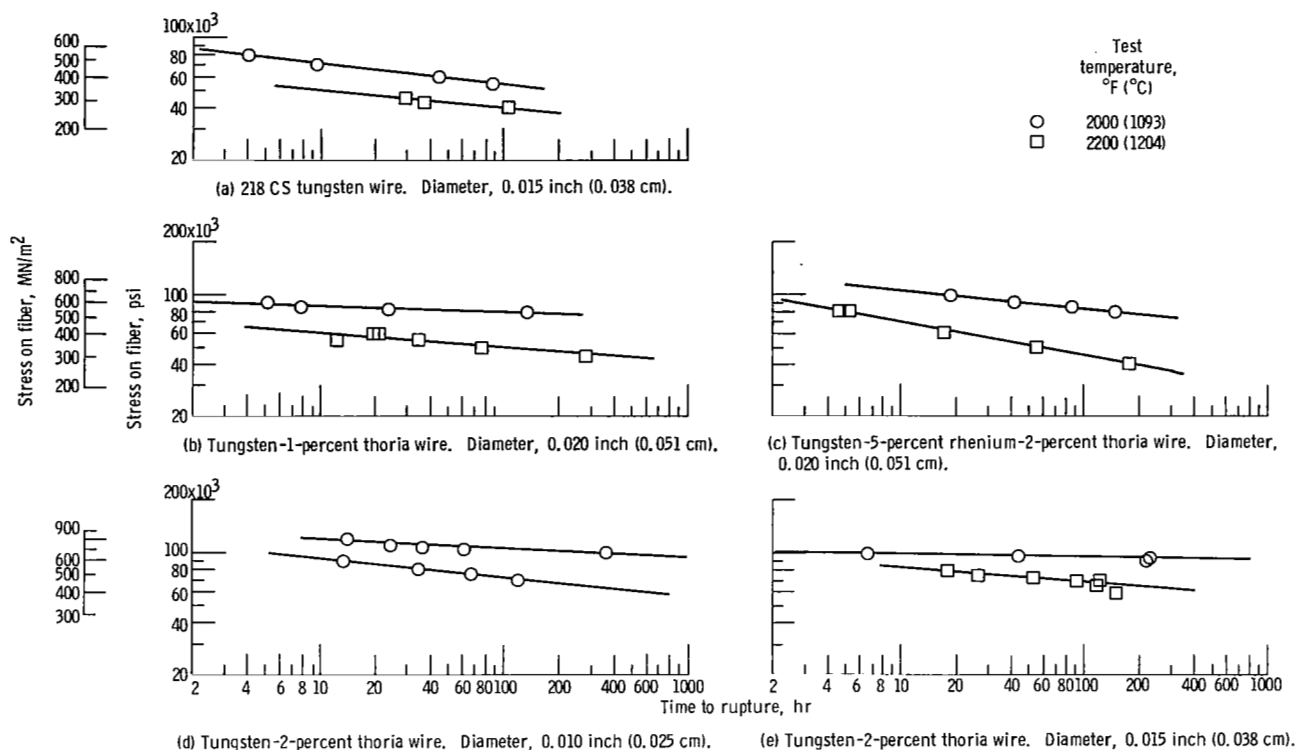 100x10³
600
500
400
300
200
80
60
40
20
(a) 218 CS tungsten wire. Diameter, 0.015 inch (0.038 cm).
Test
temperature,
°F (°C)
2000 (1093)
2200 (1204)
Stress on fiber, MN/m²
800
600
400
300
200
Stress on fiber, psi
200x10³
100
80
60
40
20
(b) Tungsten-1-percent thoria wire. Diameter, 0.020 inch (0.051 cm).
(c) Tungsten-5-percent rhenium-2-percent thoria wire. Diameter,
0.020 inch (0.051 cm).
900
600
500
400
300
200x10³
100
80
60
40
20
2 4 6 8 10 20 40 60 80 100 200 400 600 1000
2 4 6 8 10 20 40 60 80 100 200 400 600 1000
Time to rupture, hr
(d) Tungsten-2-percent thoria wire. Diameter, 0.010 inch (0.025 cm).
(e) Tungsten-2-percent thoria wire. Diameter, 0.015 inch (0.038 cm).